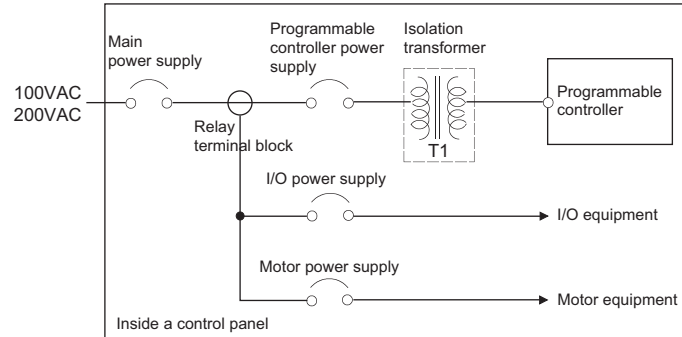 Main
power supply
Programmable
controller power
supply
Isolation
transformer
100VAC
200VAC
Relay
terminal block
T1
Programmable
controller
I/O power supply
I/O equipment
Motor power supply
Motor equipment
Inside a control panel